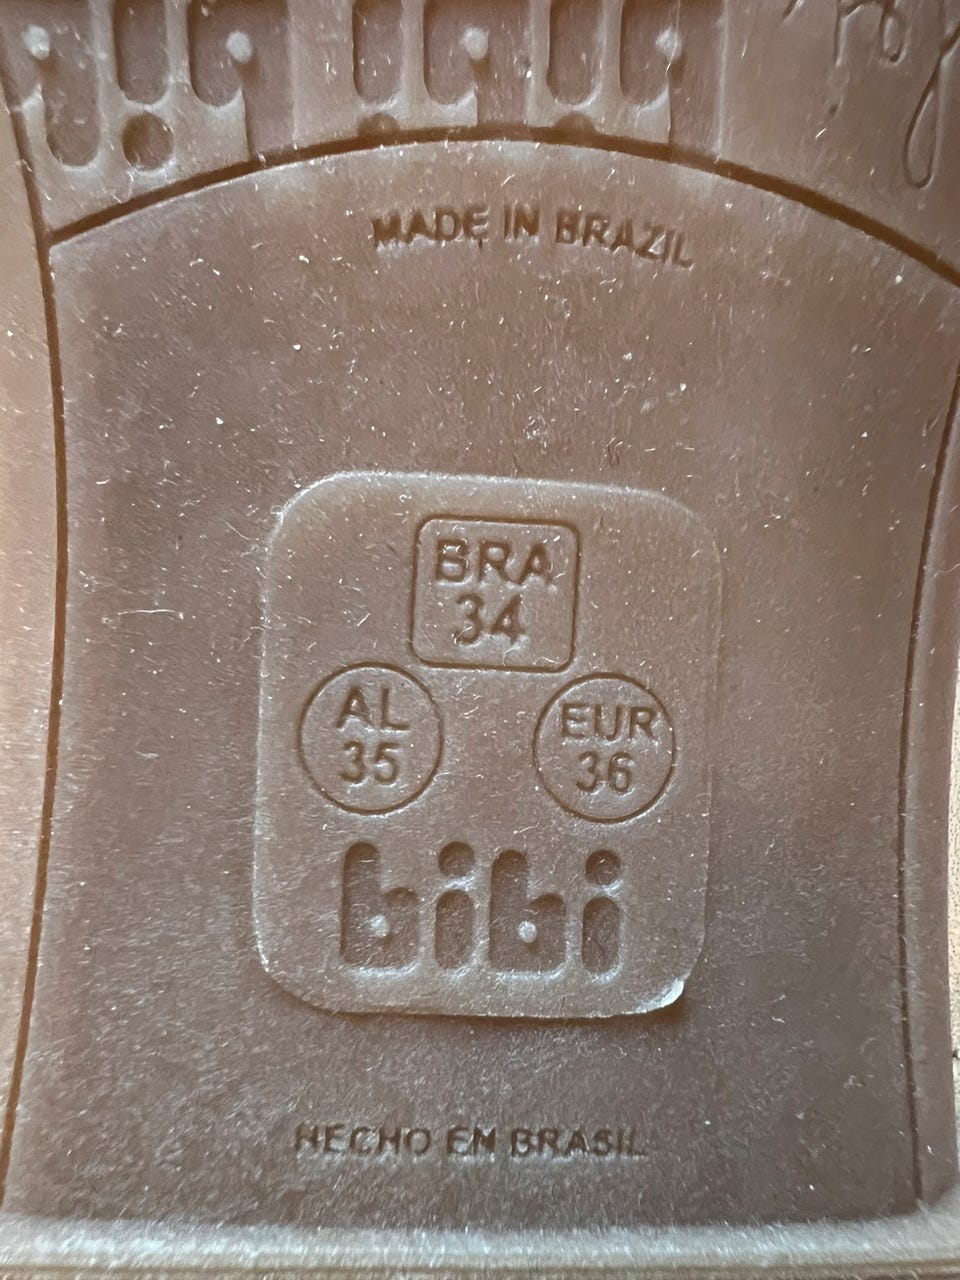 MADE IN BRAZIL
BRA
34
AL
35
EUR
36
bibi
HECHO EN BRASIL